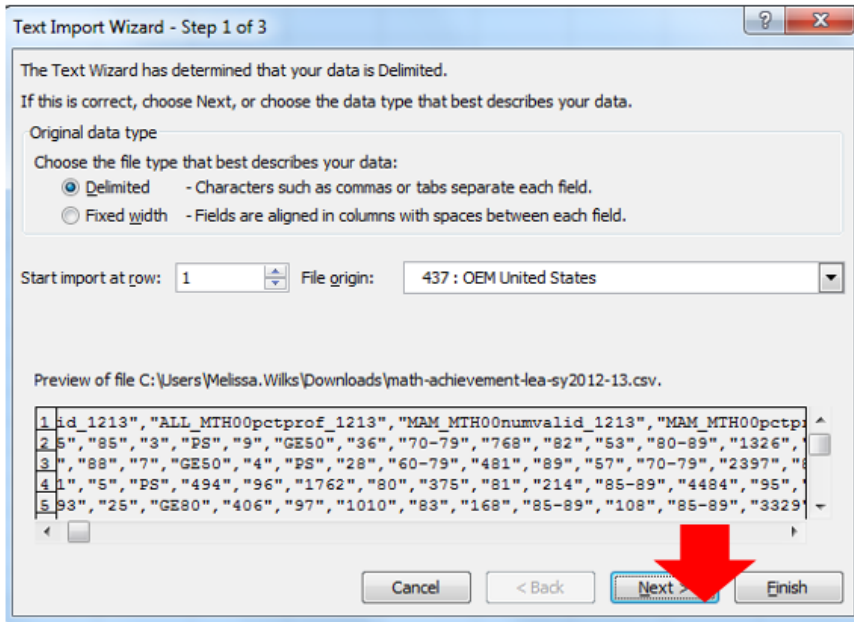 Text Import Wizard - Step 1 of 3
The Text Wizard has determined that your data is Delimited.
If this is correct, choose Next, or choose the data type that best describes your data.
Original data type
Choose the file type that best describes your data:
Delimited - Characters such as commas or tabs separate each field.
Fixed width - Fields are aligned in columns with spaces between each field.
Start import at row: 1 File origin: 437 : OEM United States
Preview of file C:\Users\Melissa.Wilks\Downloads\math-achievement-lea-sy2012-13.csv.
1 id_1213","ALL_MTH00pctprof_1213","MAM_MTH00numvalid_1213","MAM_MTH00pctp
2 5","85","3","PS","9","GE50","36","70-79","768","82","53","80-89","1326","
3 ","88","7","GE50","4","PS","28","60-79","481","89","57","70-79","2397","
4 1","5","PS","494","96","1762","80","375","81","214","85-89","4484","95","
5 93","25","GE80","406","97","1010","83","168","85-89","108","85-89","3329"
Cancel < Back Next > Finish